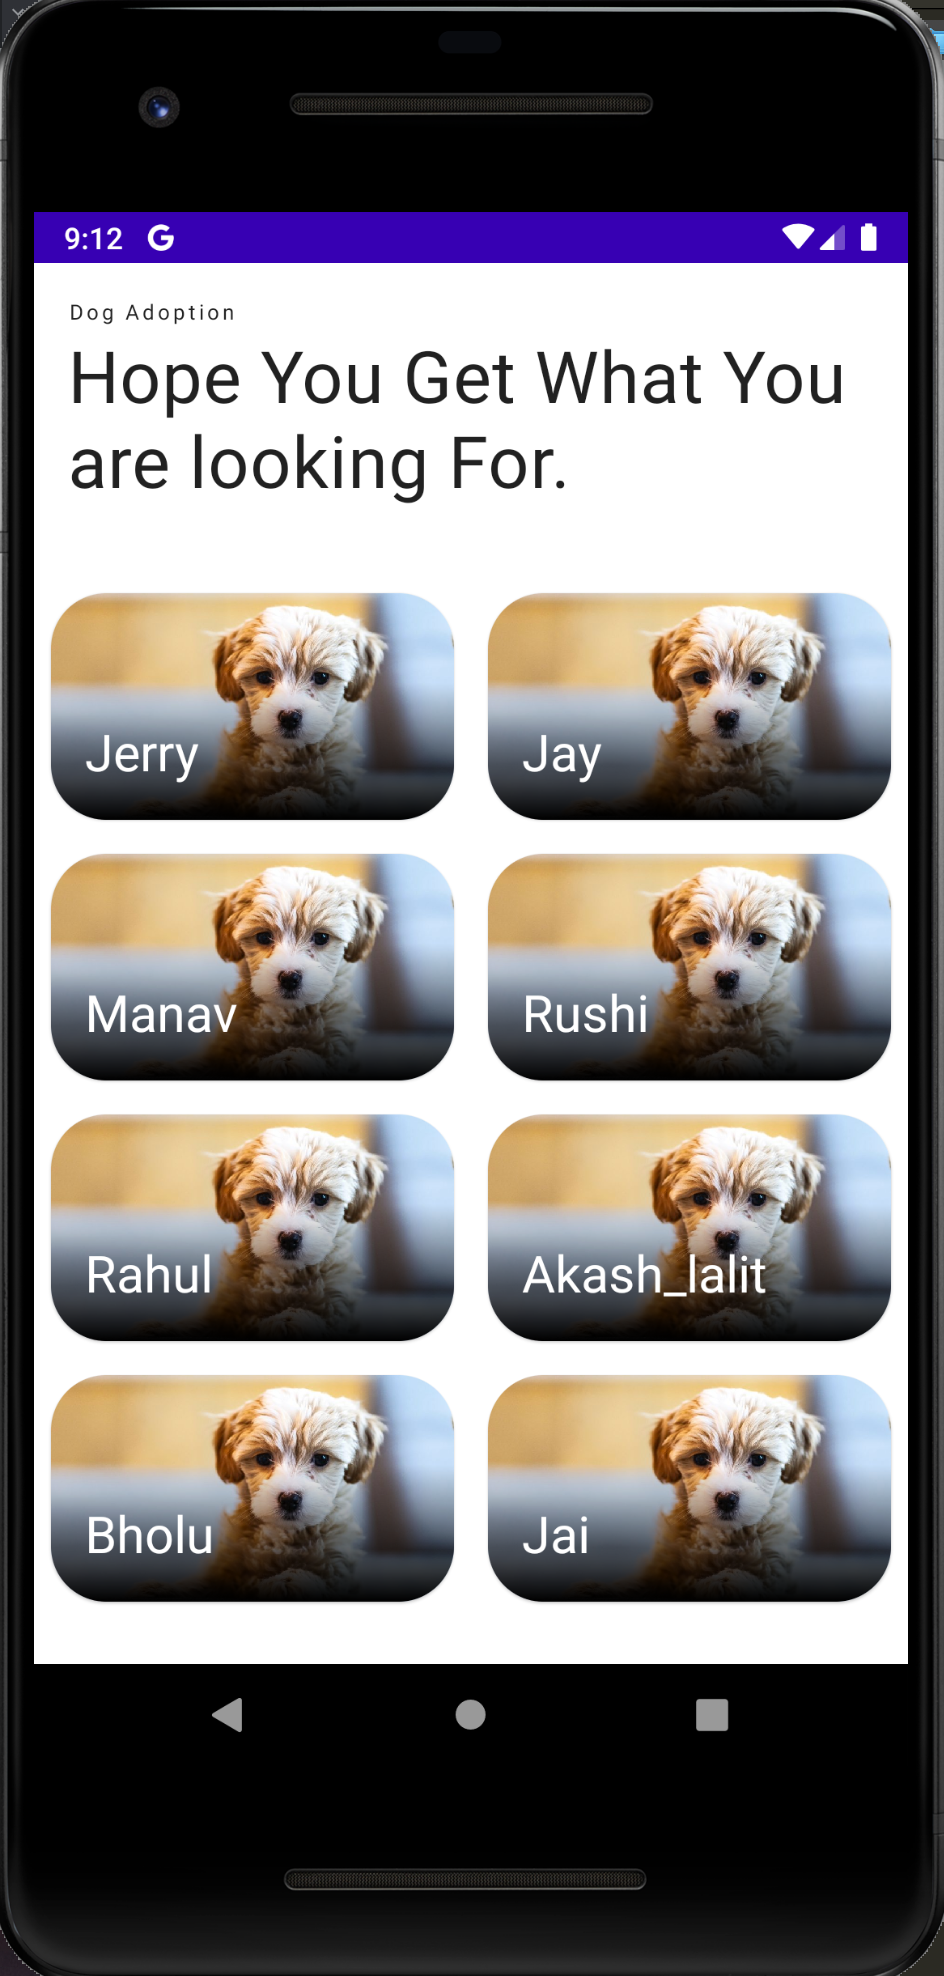 9:12 G
Dog Adoption
Hope You Get What You
are looking For.
Jerry
Jay
Manav
Rushi
Rahul
Akash_lalit
Bholu
Jai